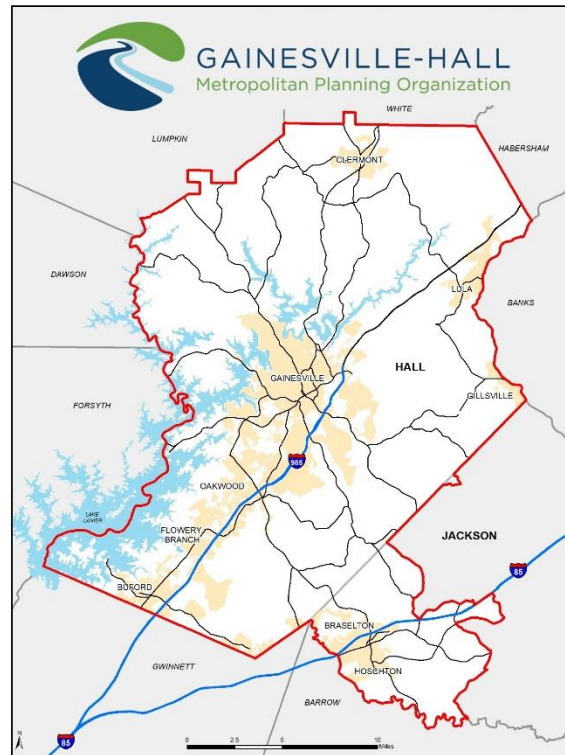 GAINESVILLE-HALL
Metropolitan Planning Organization
WHITE
LUMPKIN
HABERSHAM
CLERMONT
DAWSON
LULA
BANKS
HALL
GAINESVILLE
GILLSVILLE
FORSYTH
985
OAKWOOD
LAKE
LANIER
FLOWERY
BRANCH
JACKSON
85
BUFORD
BRASELTON
GWINNETT
HOSCHTON
BARROW
85
N
0 2.5 5 10
Miles